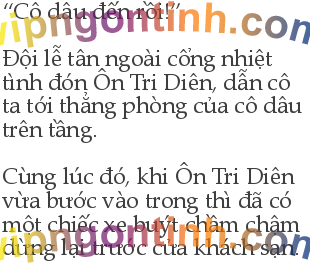 “Cô dâu đến rồi!”
vipngontinh.com
Đội lễ tân ngoài cổng nhiệt
tình đón Ôn Tri Diên, dẫn cô
ta tới thẳng phòng của cô dâu
trên tầng.
Cùng lúc đó, khi Ôn Tri Diên
vừa bước vào trong thì đã có
một chiếc xe buýt chầm chậm
dừng lại trước cửa khách sạn.
vipngontinh.com